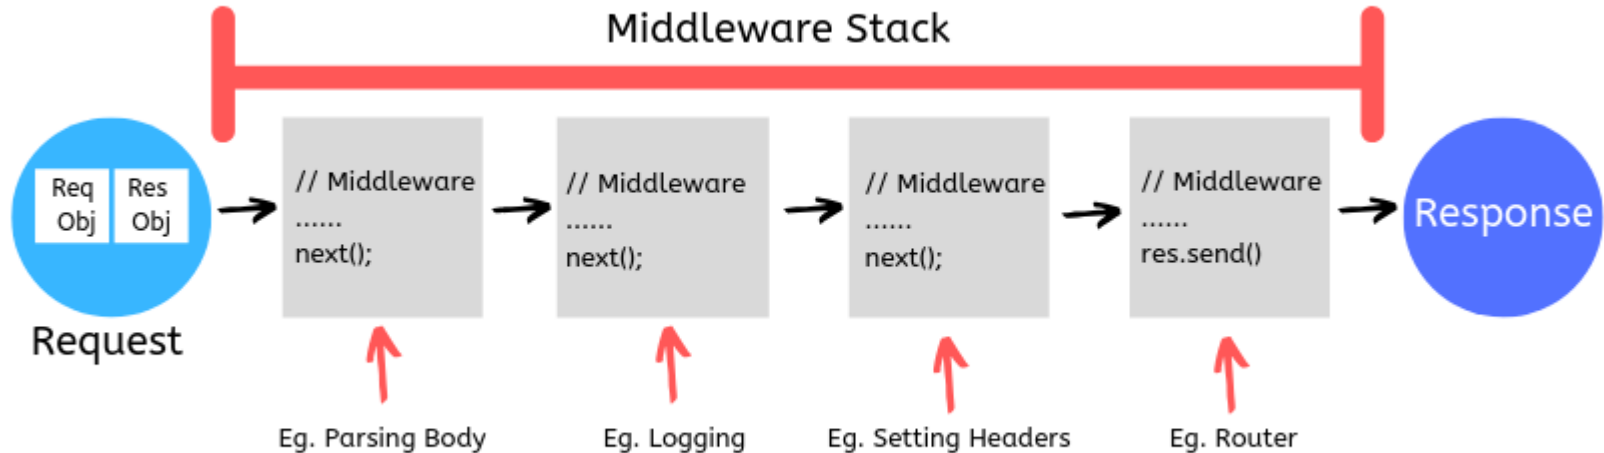 Middleware Stack
Req
Obj
Res
Obj
Request
// Middleware
......
next();
// Middleware
......
next();
// Middleware
......
next();
// Middleware
......
res.send()
Response
Eg. Parsing Body
Eg. Logging
Eg. Setting Headers
Eg. Router